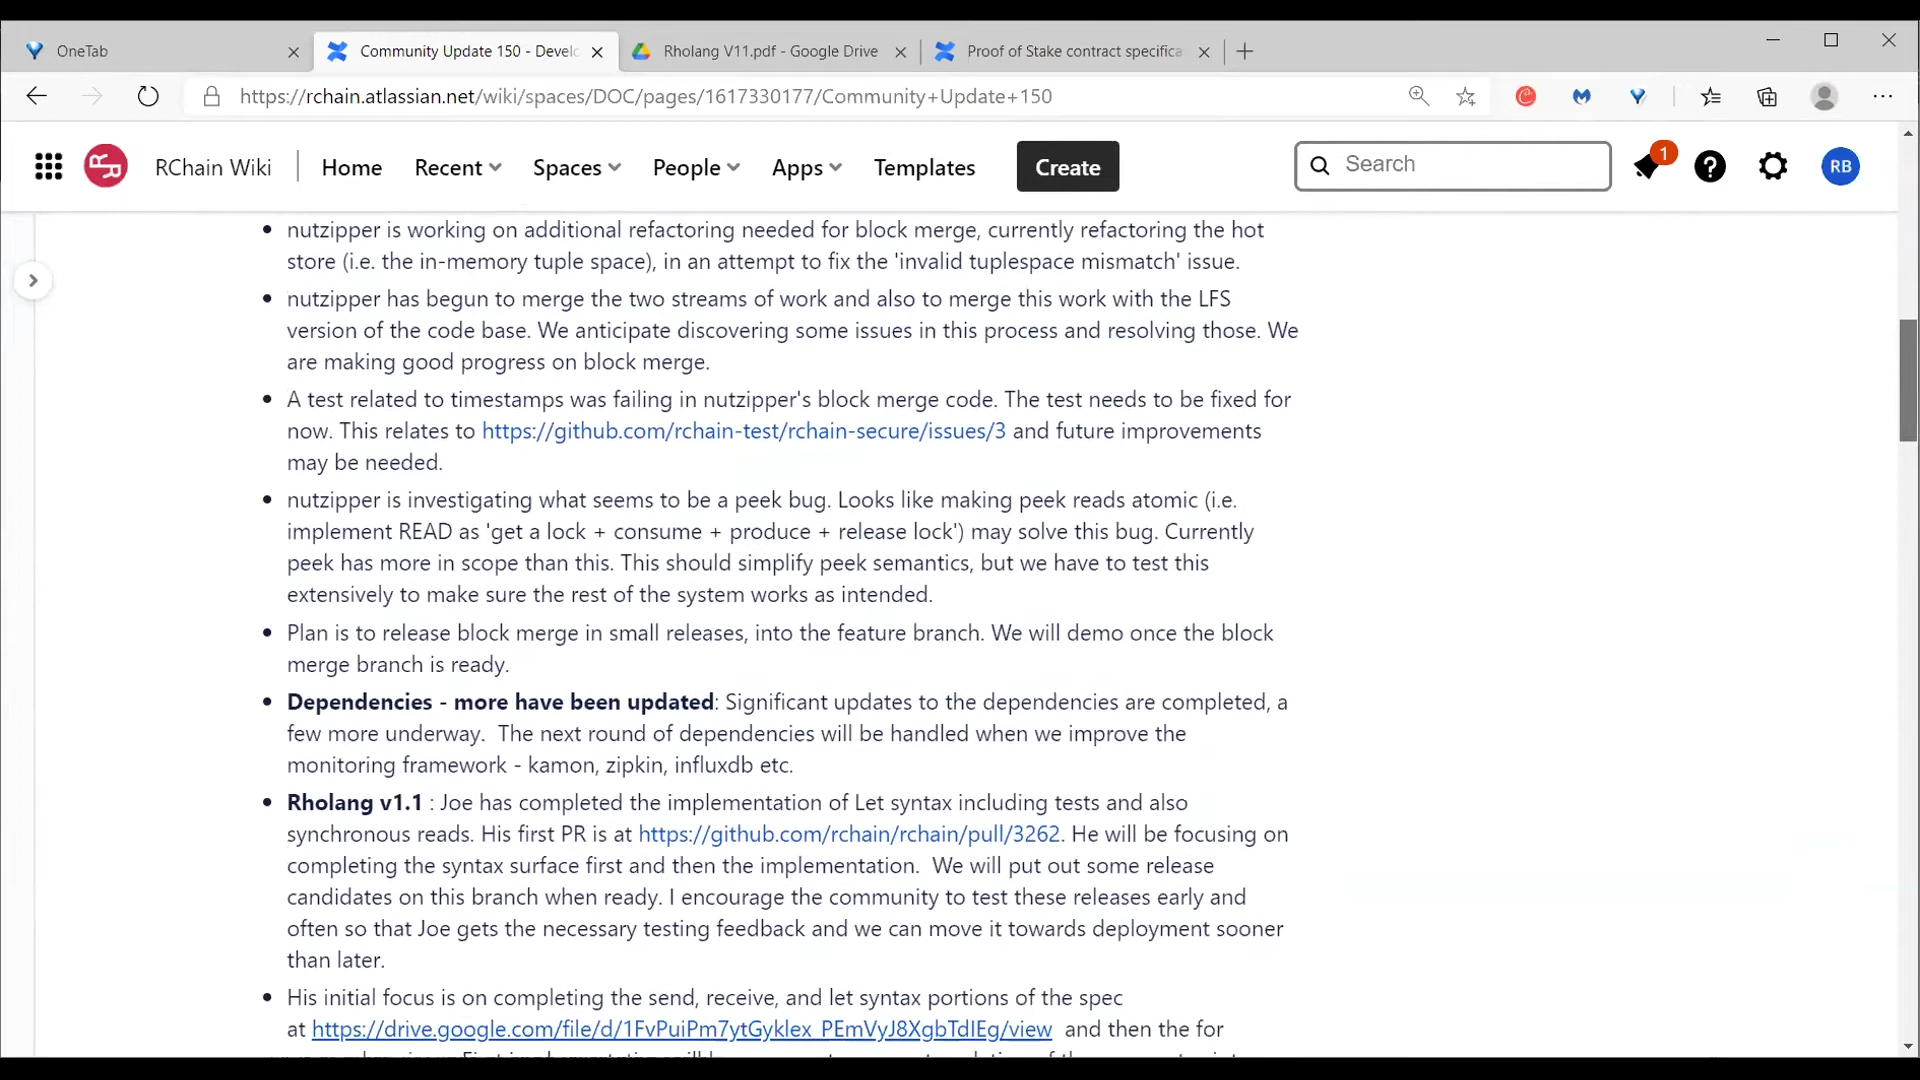 OneTab
Community Update 150 - Develo
Rholang V11.pdf - Google Drive
Proof of Stake contract specifica
https://rchain.atlassian.net/wiki/spaces/DOC/pages/1617330177/Community+Update+150
RChain Wiki
Home
Recent
Spaces
People
Apps
Templates
Create
Search
1
RB
nutzipper is working on additional refactoring needed for block merge, currently refactoring the hot
store (i.e. the in-memory tuple space), in an attempt to fix the 'invalid tuplespace mismatch' issue.
nutzipper has begun to merge the two streams of work and also to merge this work with the LFS
version of the code base. We anticipate discovering some issues in this process and resolving those. We
are making good progress on block merge.
A test related to timestamps was failing in nutzipper's block merge code. The test needs to be fixed for
now. This relates to https://github.com/rchain-test/rchain-secure/issues/3 and future improvements
may be needed.
nutzipper is investigating what seems to be a peek bug. Looks like making peek reads atomic (i.e.
implement READ as 'get a lock + consume + produce + release lock') may solve this bug. Currently
peek has more in scope than this. This should simplify peek semantics, but we have to test this
extensively to make sure the rest of the system works as intended.
Plan is to release block merge in small releases, into the feature branch. We will demo once the block
merge branch is ready.
Dependencies - more have been updated: Significant updates to the dependencies are completed, a
few more underway. The next round of dependencies will be handled when we improve the
monitoring framework - kamon, zipkin, influxdb etc.
Rholang v1.1 : Joe has completed the implementation of Let syntax including tests and also
synchronous reads. His first PR is at https://github.com/rchain/rchain/pull/3262. He will be focusing on
completing the syntax surface first and then the implementation. We will put out some release
candidates on this branch when ready. I encourage the community to test these releases early and
often so that Joe gets the necessary testing feedback and we can move it towards deployment sooner
than later.
His initial focus is on completing the send, receive, and let syntax portions of the spec
at https://drive.google.com/file/d/1FvPuiPm7ytGyklex_PEmVyJ8XgbTdIEg/view and then the for